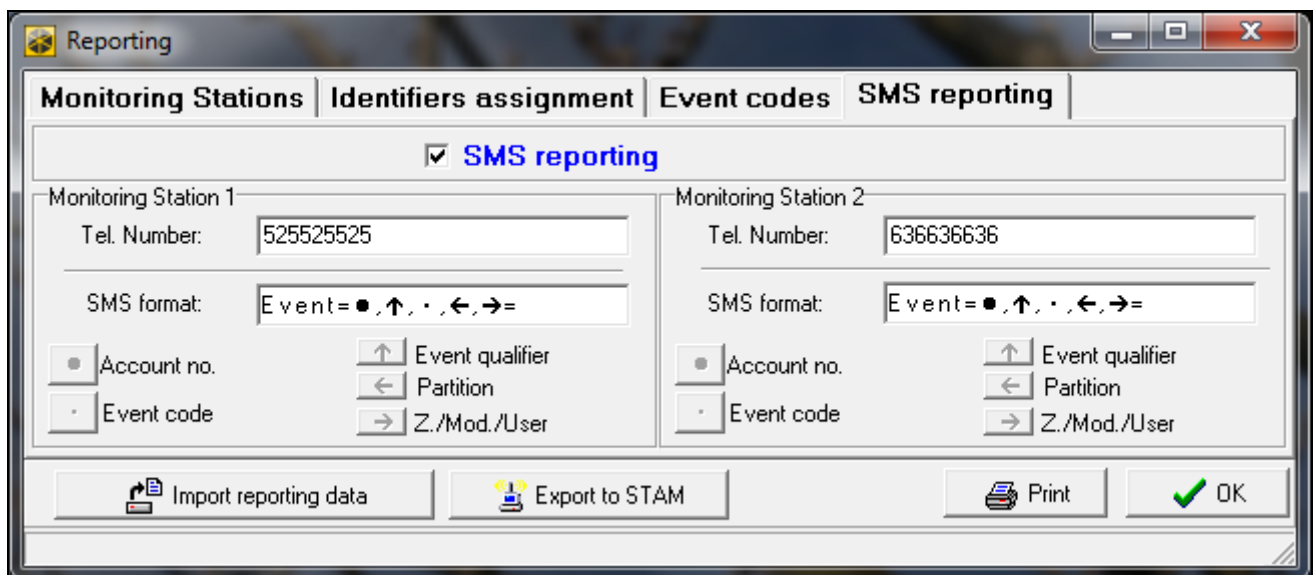 Reporting
Monitoring Stations Identifiers assignment Event codes SMS reporting
SMS reporting
Monitoring Station 1
Tel. Number: 525525525
SMS format: Event=●,↑,·,←,→=
● Account no.
↑ Event qualifier
← Partition
· Event code
→ Z./Mod./User
Monitoring Station 2
Tel. Number: 636636636
SMS format: Event=●,↑,·,←,→=
● Account no.
↑ Event qualifier
← Partition
· Event code
→ Z./Mod./User
Import reporting data Export to STAM Print OK